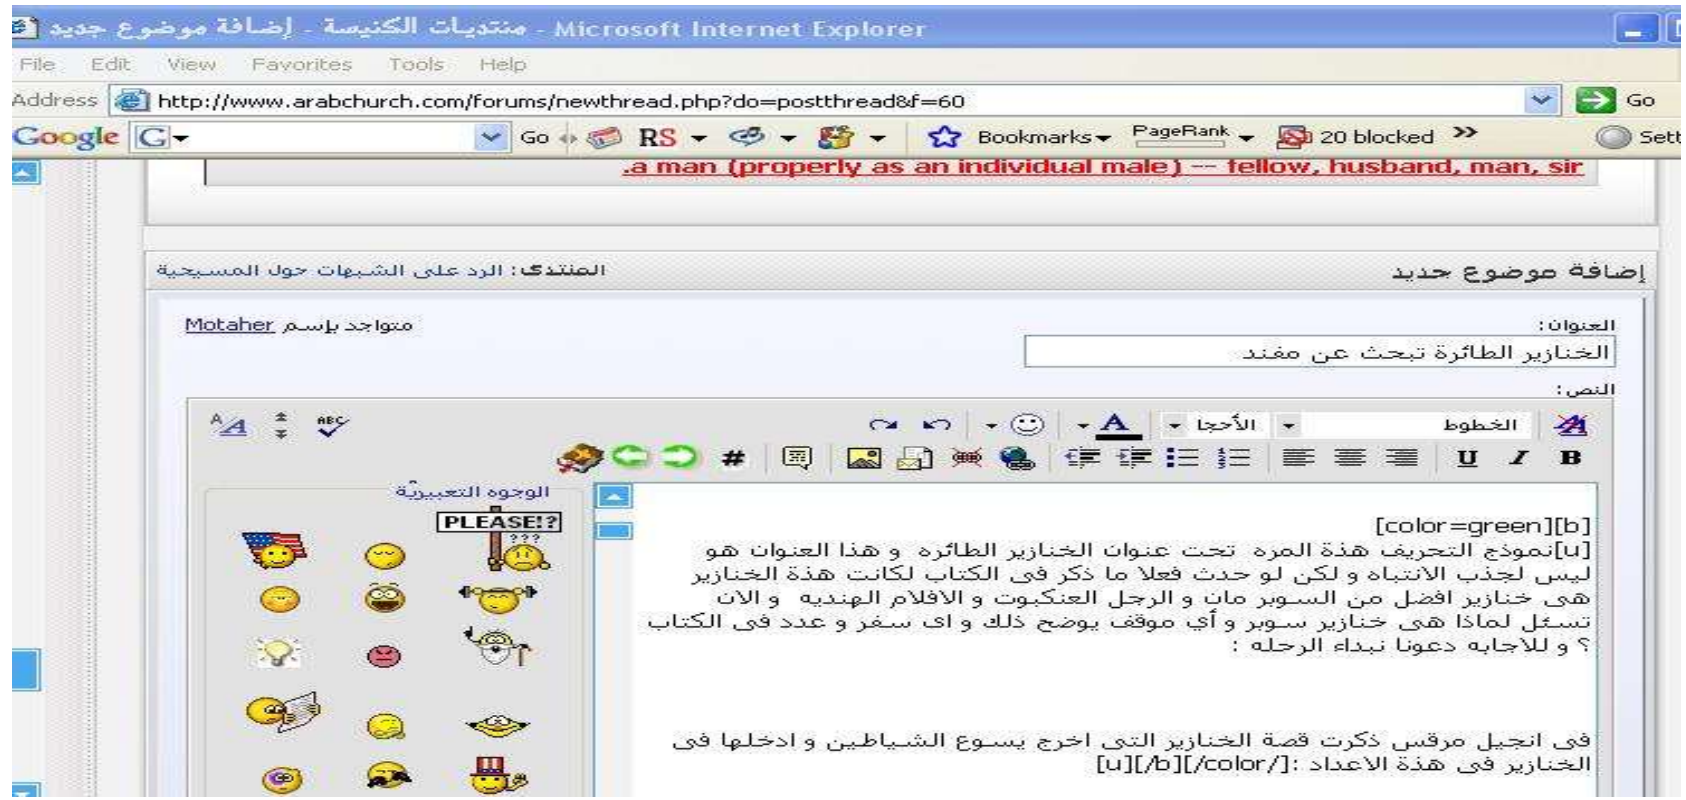 منتديات الكنيسة - إضافة موضوع جديد - Microsoft Internet Explorer
File Edit View Favorites Tools Help
Address http://www.arabchurch.com/forums/newthread.php?do=postthread&f=60 Go
Google G Go RS Bookmarks PageRank 20 blocked Sett
.a man (properly as an individual male) -- fellow, husband, man, sir
إضافة موضوع جديد
المنتدى: الرد على الشبهات حول المسيحية
متواجد بإسم Motaher
العنوان:
الخنازير الطائرة تبحث عن مفند
النص:
الخطوط
الأحجا
A
ABC
B I U
#
الوجوه التعبيريّة
PLEASE!?
???
[color=green][b]
[u]نموذج التحريف هذة المره تحت عنوان الخنازير الطائره و هذا العنوان هو
ليس لجذب الانتباه و لكن لو حدث فعلا ما ذكر فى الكتاب لكانت هذة الخنازير
هى خنازير افضل من السوبر مان و الرجل العنكبوت و الافلام الهنديه و الان
تسئل لماذا هى خنازير سوبر و أي موقف يوضح ذلك و اى سفر و عدد فى الكتاب
؟ و للاجابه دعونا نبداء الرحله :
فى انجيل مرقس ذكرت قصة الخنازير التى اخرج يسوع الشياطين و ادخلها فى
الخنازير فى هذة الاعداد :[/color][/b][u]